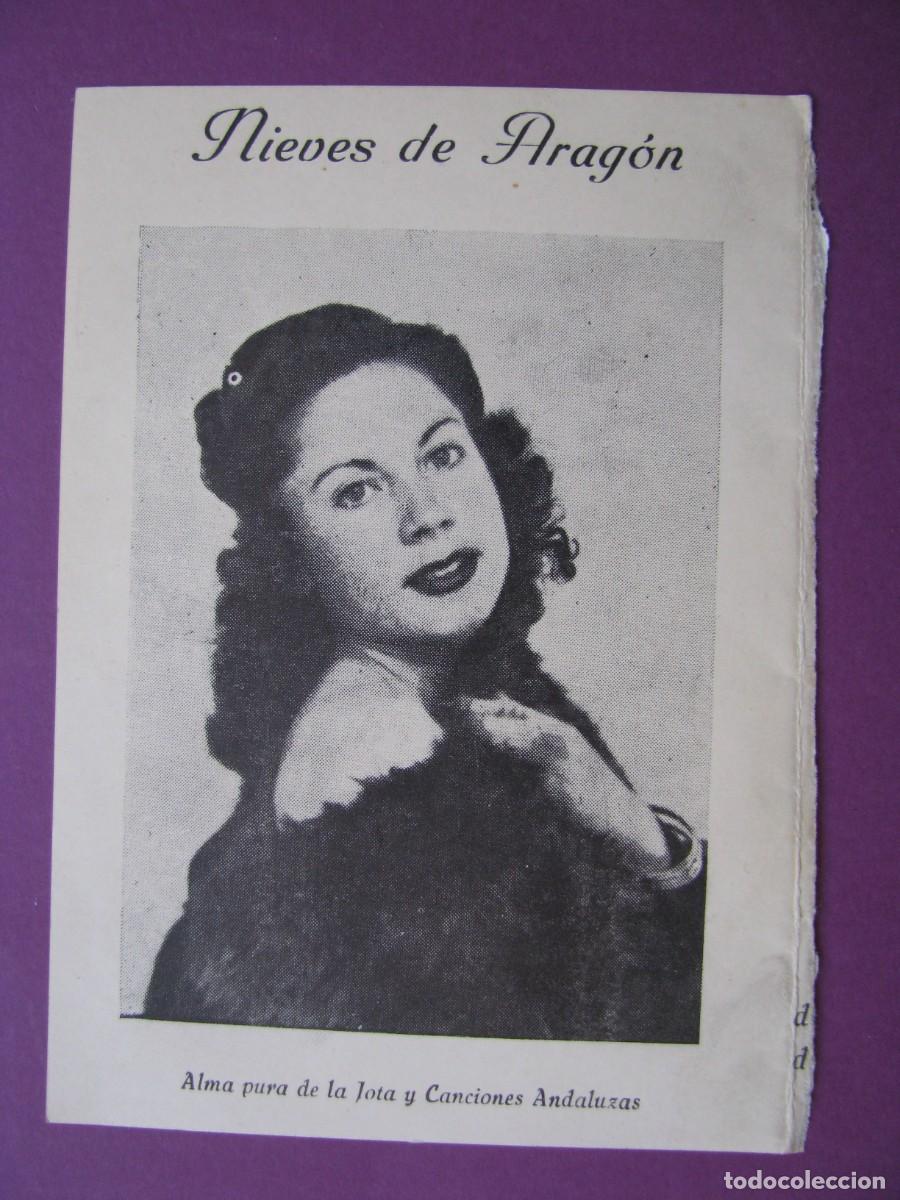 Nieves de Aragón
d
d
Alma pura de la Jota y Canciones Andaluzas
todocoleccion